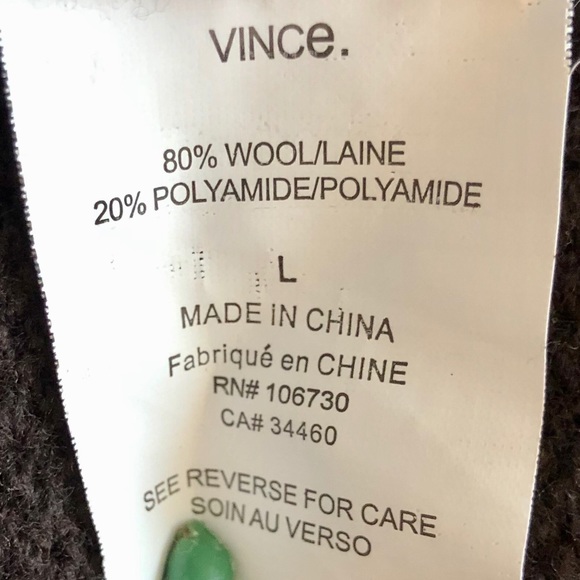 VINCe.
80% WOOL/LAINE
20% POLYAMIDE/POLYAMIDE
L
MADE IN CHINA
Fabriqué en CHINE
RN# 106730
CA# 34460
SEE REVERSE FOR CARE
SOIN AU VERSO